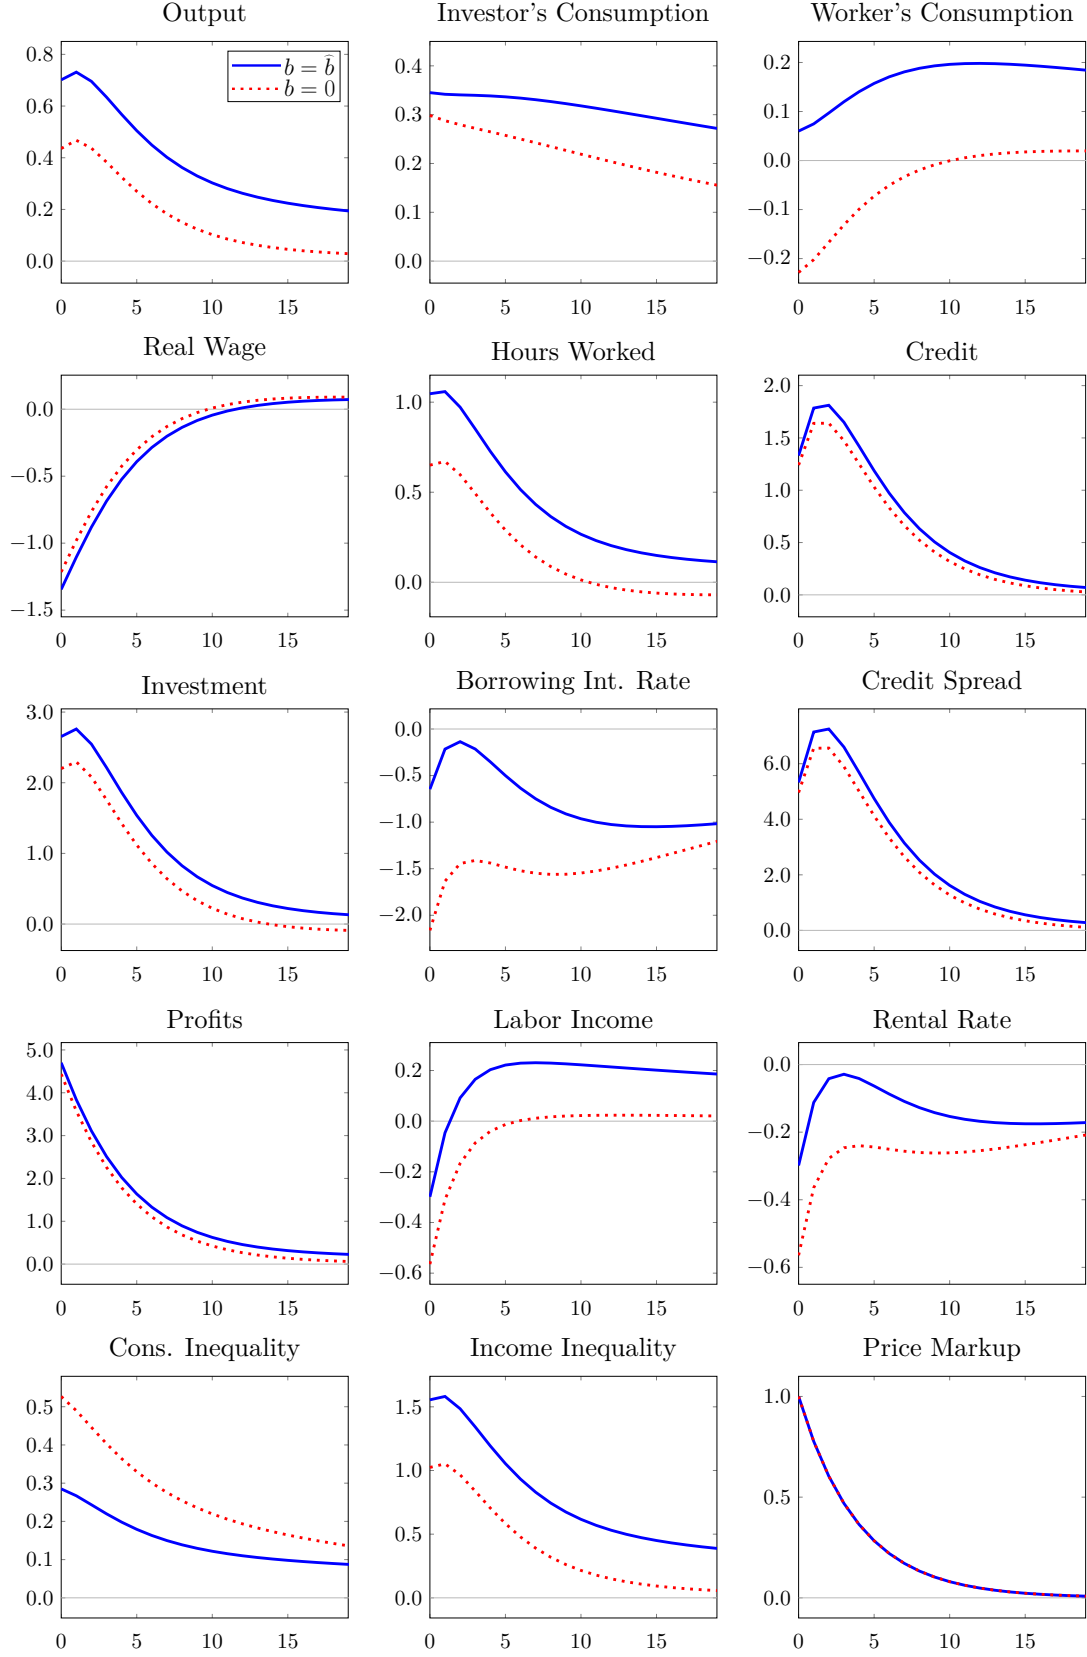 Output
Investor's Consumption
Worker's Consumption
0.8
0.6
0.4
0.2
0.0
b = b̂
b = 0
0 5 10 15
0.4
0.3
0.2
0.1
0.0
0 5 10 15
0.2
0.1
0.0
−0.1
−0.2
0 5 10 15
Real Wage
Hours Worked
Credit
0.0
−0.5
−1.0
−1.5
0 5 10 15
1.0
0.5
0.0
0 5 10 15
2.0
1.5
1.0
0.5
0.0
0 5 10 15
Investment
Borrowing Int. Rate
Credit Spread
3.0
2.0
1.0
0.0
0 5 10 15
0.0
−0.5
−1.0
−1.5
−2.0
0 5 10 15
6.0
4.0
2.0
0.0
0 5 10 15
Profits
Labor Income
Rental Rate
5.0
4.0
3.0
2.0
1.0
0.0
0 5 10 15
0.2
0.0
−0.2
−0.4
−0.6
0 5 10 15
0.0
−0.2
−0.4
−0.6
0 5 10 15
Cons. Inequality
Income Inequality
Price Markup
0.5
0.4
0.3
0.2
0.1
0.0
0 5 10 15
1.5
1.0
0.5
0.0
0 5 10 15
1.0
0.5
0.0
0 5 10 15